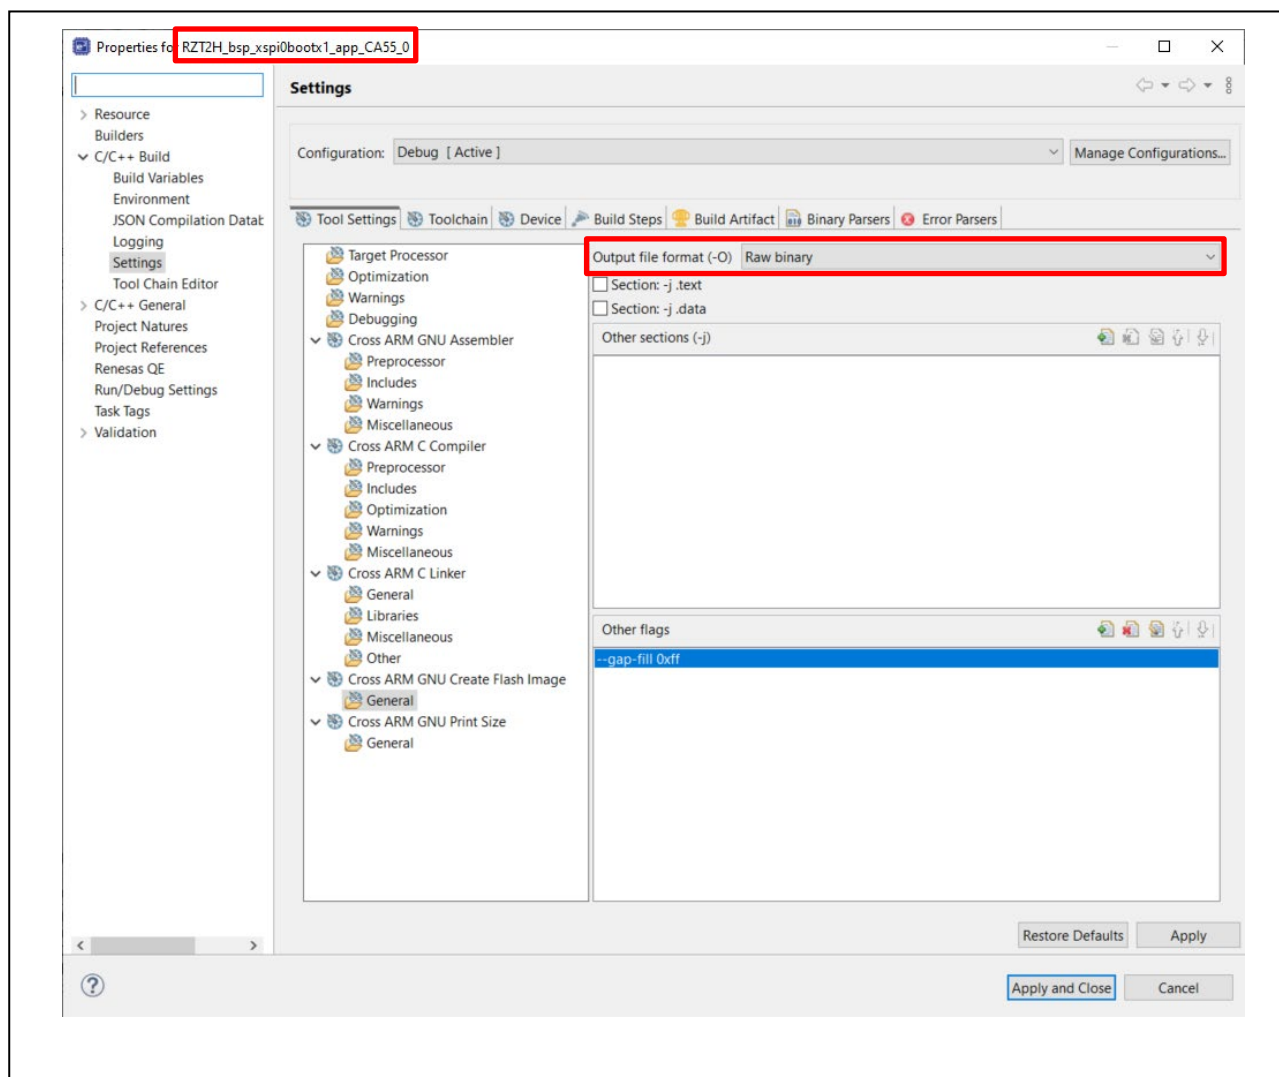 Properties for RZT2H_bsp_xspi0bootx1_app_CA55_0
Settings
Resource
Builders
C/C++ Build
Build Variables
Environment
JSON Compilation Datab
Logging
Settings
Tool Chain Editor
C/C++ General
Project Natures
Project References
Renesas QE
Run/Debug Settings
Task Tags
Validation
Configuration: Debug [ Active ]
Manage Configurations...
Tool Settings Toolchain Device Build Steps Build Artifact Binary Parsers Error Parsers
Target Processor
Optimization
Warnings
Debugging
Cross ARM GNU Assembler
Preprocessor
Includes
Warnings
Miscellaneous
Cross ARM C Compiler
Preprocessor
Includes
Optimization
Warnings
Miscellaneous
Cross ARM C Linker
General
Libraries
Miscellaneous
Other
Cross ARM GNU Create Flash Image
General
Cross ARM GNU Print Size
General
Output file format (-O) Raw binary
Section: -j .text
Section: -j .data
Other sections (-j)
Other flags
--gap-fill 0xff
Restore Defaults Apply
Apply and Close Cancel